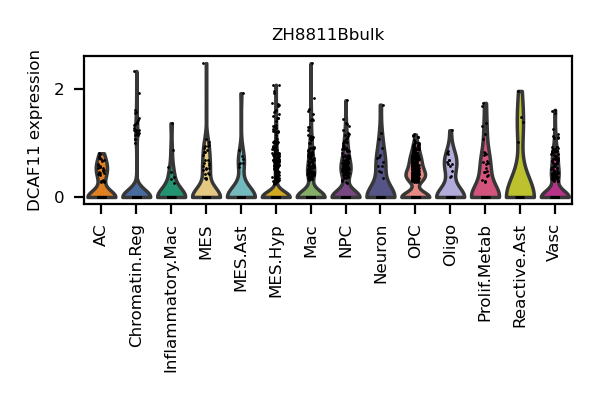 ZH8811Bbulk
DCAF11 expression
2
0
AC
Chromatin.Reg
Inflammatory.Mac
MES
MES.Ast
MES.Hyp
Mac
NPC
Neuron
OPC
Oligo
Prolif.Metab
Reactive.Ast
Vasc